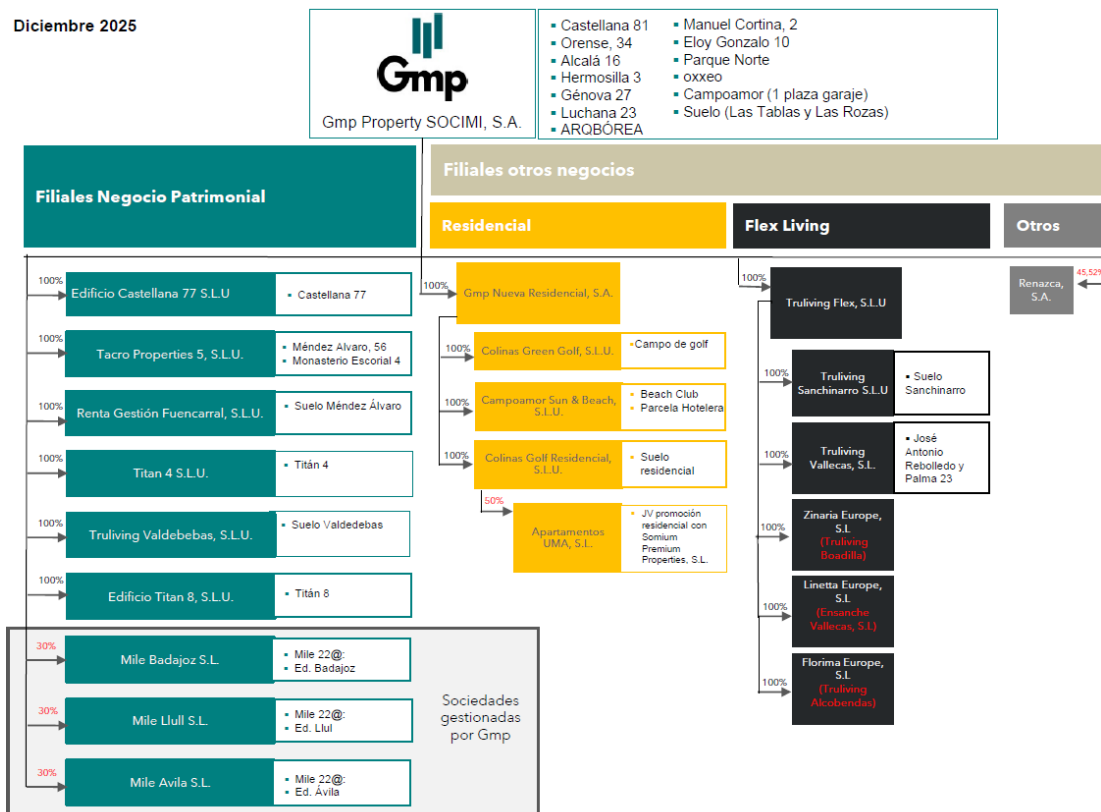 Diciembre 2025
Gmp
Gmp Property SOCIMI, S.A.
▪ Castellana 81
▪ Orense, 34
▪ Alcalá 16
▪ Hermosilla 3
▪ Génova 27
▪ Luchana 23
▪ ARQBÓREA
▪ Manuel Cortina, 2
▪ Eloy Gonzalo 10
▪ Parque Norte
▪ oxxeo
▪ Campoamor (1 plaza garaje)
▪ Suelo (Las Tablas y Las Rozas)
Filiales Negocio Patrimonial
100%
Edificio Castellana 77 S.L.U
▪ Castellana 77
100%
Tacro Properties 5, S.L.U.
▪ Méndez Alvaro, 56
▪ Monasterio Escorial 4
100%
Renta Gestión Fuencarral, S.L.U.
▪ Suelo Méndez Álvaro
100%
Titan 4 S.L.U.
▪ Titán 4
100%
Truliving Valdebebas, S.L.U.
▪ Suelo Valdedebas
100%
Edificio Titan 8, S.L.U.
▪ Titán 8
30%
Mile Badajoz S.L.
▪ Mile 22@:
▪ Ed. Badajoz
30%
Mile Llull S.L.
▪ Mile 22@:
▪ Ed. Llul
30%
Mile Avila S.L.
▪ Mile 22@:
▪ Ed. Ávila
Sociedades
gestionadas
por Gmp
Filiales otros negocios
Residencial
100%
Gmp Nueva Residencial, S.A.
100%
Colinas Green Golf, S.L.U.
▪Campo de golf
100%
Campoamor Sun & Beach,
S.L.U.
▪ Beach Club
▪ Parcela Hotelera
100%
Colinas Golf Residencial,
S.L.U.
▪ Suelo
residencial
50%
Apartamentos
UMA, S.L.
▪ JV promoción
residencial con
Somium
Premium
Properties, S.L.
Flex Living
100%
Truliving Flex, S.L.U
100%
Truliving
Sanchinarro S.L.U
▪ Suelo
Sanchinarro
100%
Truliving
Vallecas, S.L.
▪ José
Antonio
Rebolledo y
Palma 23
100%
Zinaria Europe,
S.L
(Truliving
Boadilla)
100%
Linetta Europe,
S.L
(Ensanche
Vallecas, S.L)
100%
Florima Europe,
S.L
(Truliving
Alcobendas)
Otros
Renazca,
S.A.
45,52%